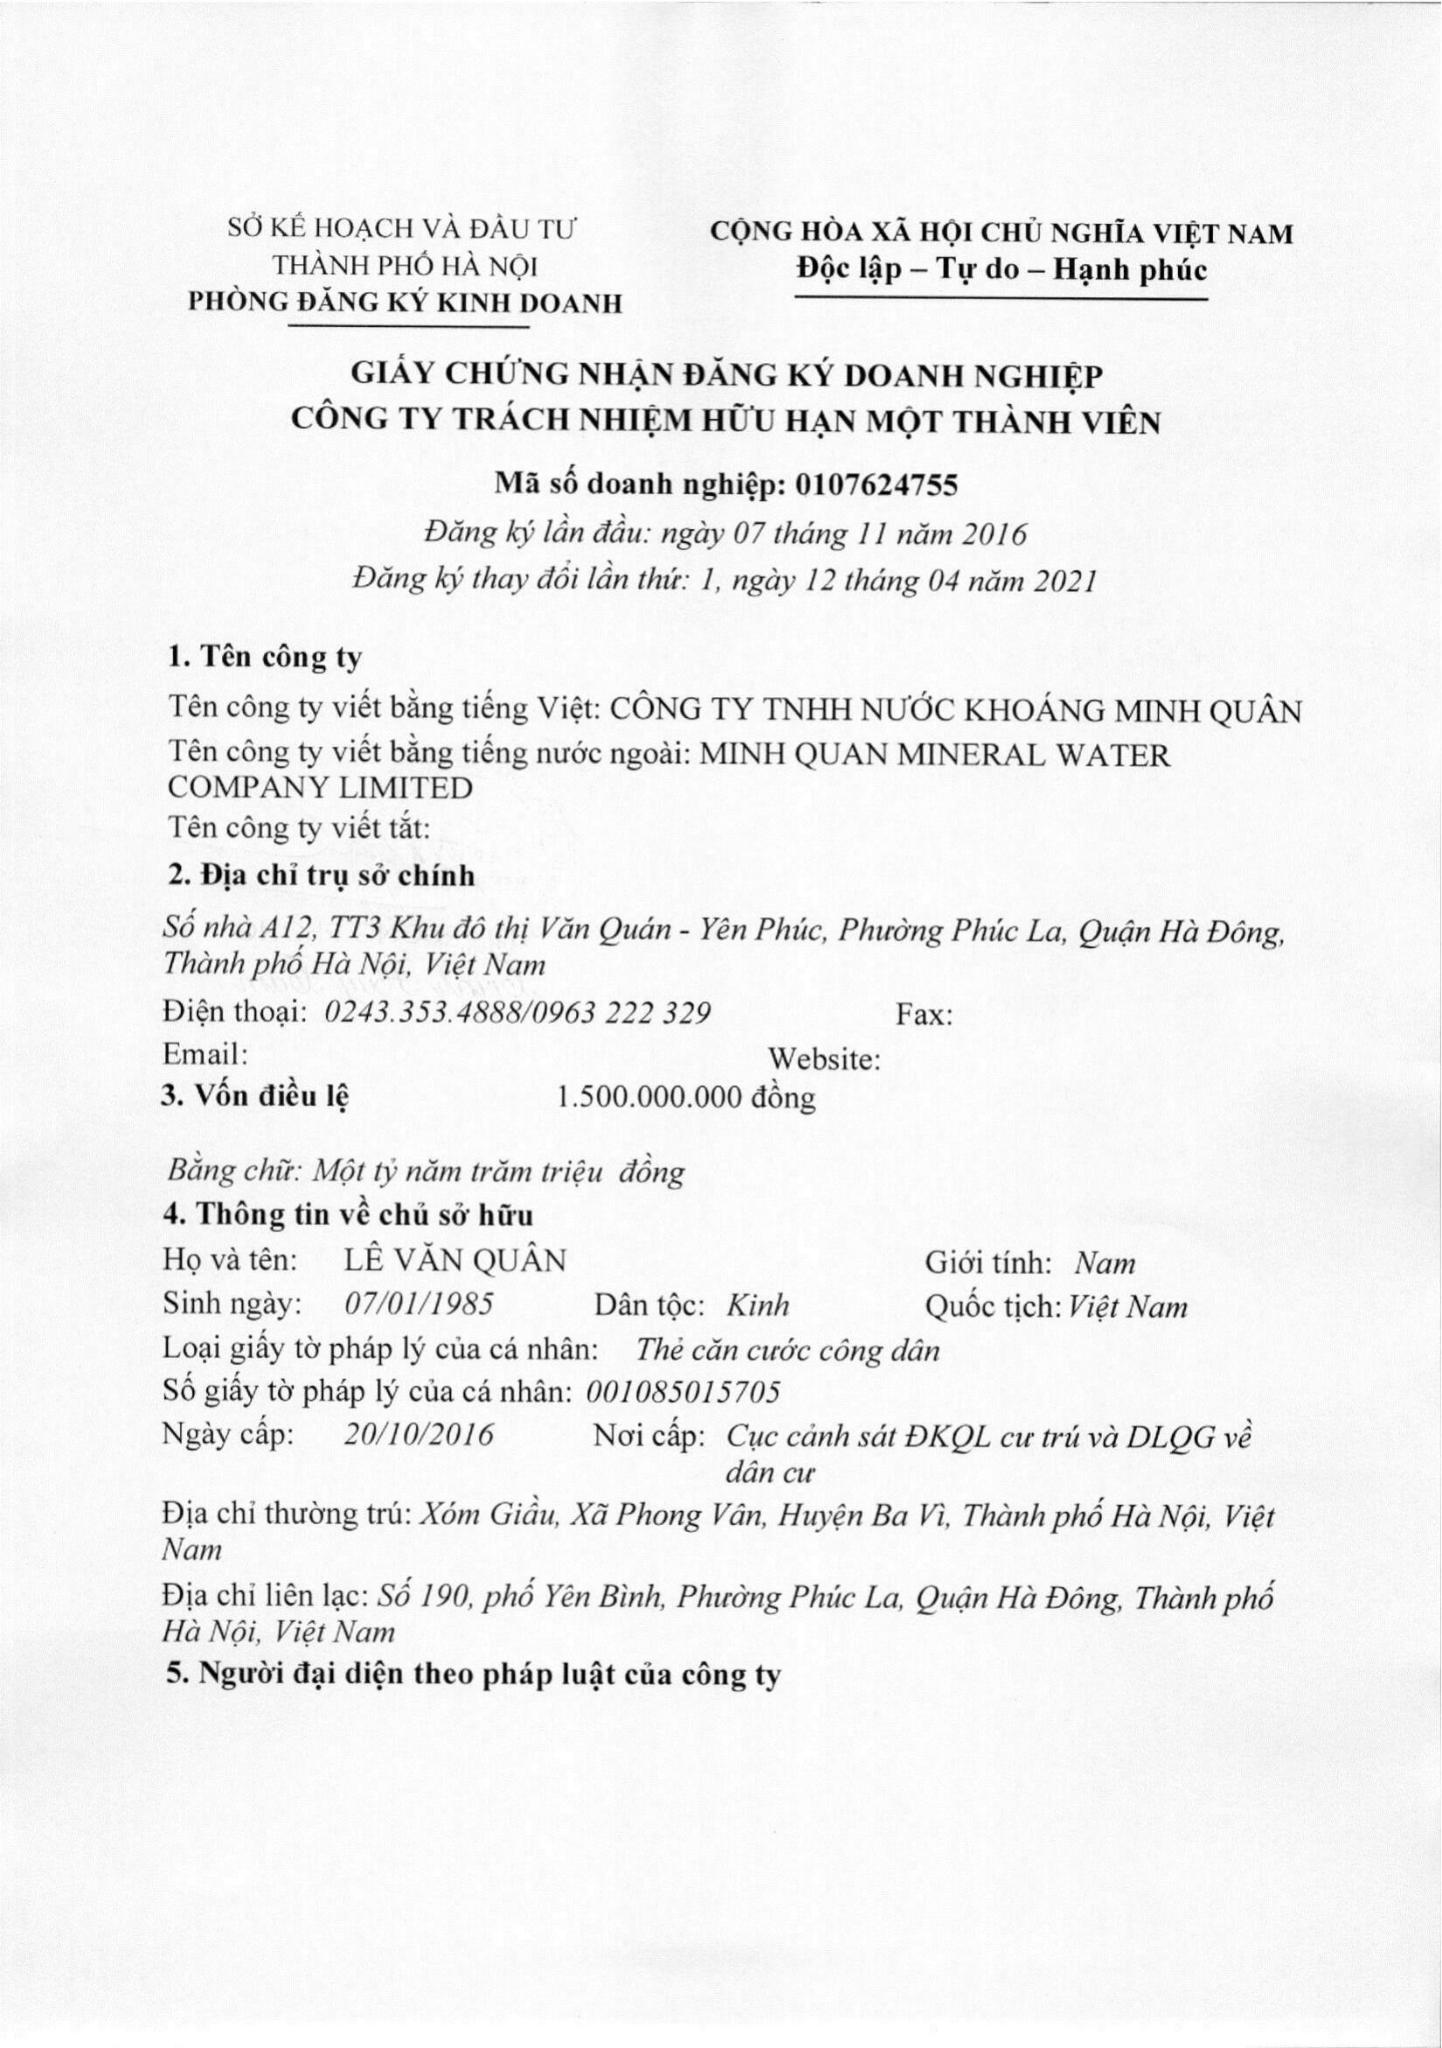 SỞ KẾ HOẠCH VÀ ĐẦU TƯ
THÀNH PHỐ HÀ NỘI
PHÒNG ĐĂNG KÝ KINH DOANH
CỘNG HÒA XÃ HỘI CHỦ NGHĨA VIỆT NAM
Độc lập – Tự do – Hạnh phúc
GIẤY CHỨNG NHẬN ĐĂNG KÝ DOANH NGHIỆP
CÔNG TY TRÁCH NHIỆM HỮU HẠN MỘT THÀNH VIÊN
Mã số doanh nghiệp: 0107624755
Đăng ký lần đầu: ngày 07 tháng 11 năm 2016
Đăng ký thay đổi lần thứ: 1, ngày 12 tháng 04 năm 2021
1. Tên công ty
Tên công ty viết bằng tiếng Việt: CÔNG TY TNHH NƯỚC KHOÁNG MINH QUÂN
Tên công ty viết bằng tiếng nước ngoài: MINH QUAN MINERAL WATER
COMPANY LIMITED
Tên công ty viết tắt:
2. Địa chỉ trụ sở chính
Số nhà A12, TT3 Khu đô thị Văn Quán - Yên Phúc, Phường Phúc La, Quận Hà Đông,
Thành phố Hà Nội, Việt Nam
Điện thoại: 0243.353.4888/0963 222 329 Fax:
Email: Website:
3. Vốn điều lệ 1.500.000.000 đồng
Bằng chữ: Một tỷ năm trăm triệu đồng
4. Thông tin về chủ sở hữu
Họ và tên: LÊ VĂN QUÂN Giới tính: Nam
Sinh ngày: 07/01/1985 Dân tộc: Kinh Quốc tịch: Việt Nam
Loại giấy tờ pháp lý của cá nhân: Thẻ căn cước công dân
Số giấy tờ pháp lý của cá nhân: 001085015705
Ngày cấp: 20/10/2016 Nơi cấp: Cục cảnh sát ĐKQL cư trú và DLQG về
dân cư
Địa chỉ thường trú: Xóm Giầu, Xã Phong Vân, Huyện Ba Vì, Thành phố Hà Nội, Việt
Nam
Địa chỉ liên lạc: Số 190, phố Yên Bình, Phường Phúc La, Quận Hà Đông, Thành phố
Hà Nội, Việt Nam
5. Người đại diện theo pháp luật của công ty